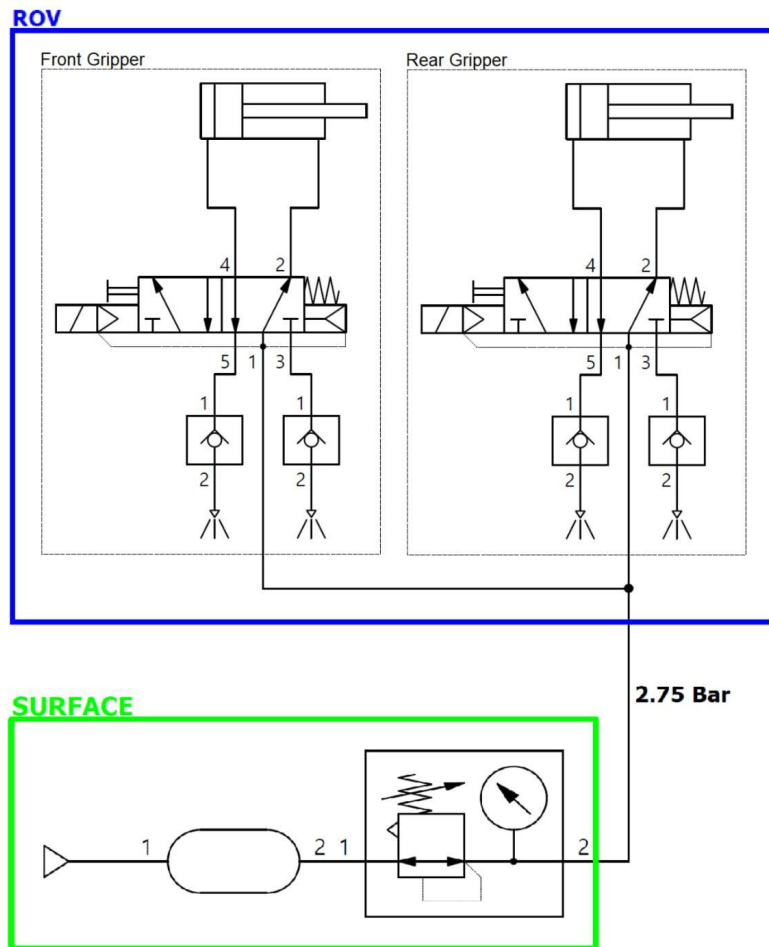 ROV
Front Gripper
Rear Gripper
4 2
4 2
5 1 3
5 1 3
1 1
1 1
2 2
2 2
2.75 Bar
SURFACE
1 2 1 2